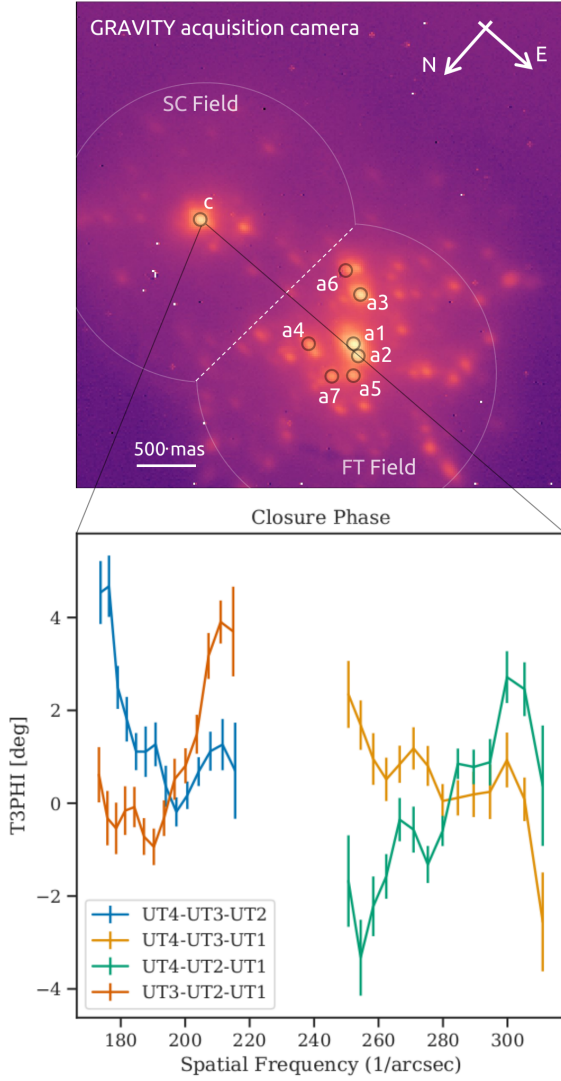 GRAVITY acquisition camera
N
E
SC Field
c
a6
a3
a4
a1
a2
a7
a5
500·mas
FT Field
Closure Phase
T3PHI [deg]
4
2
0
−2
−4
UT4-UT3-UT2
UT4-UT3-UT1
UT4-UT2-UT1
UT3-UT2-UT1
180
200
220
240
260
280
300
Spatial Frequency (1/arcsec)